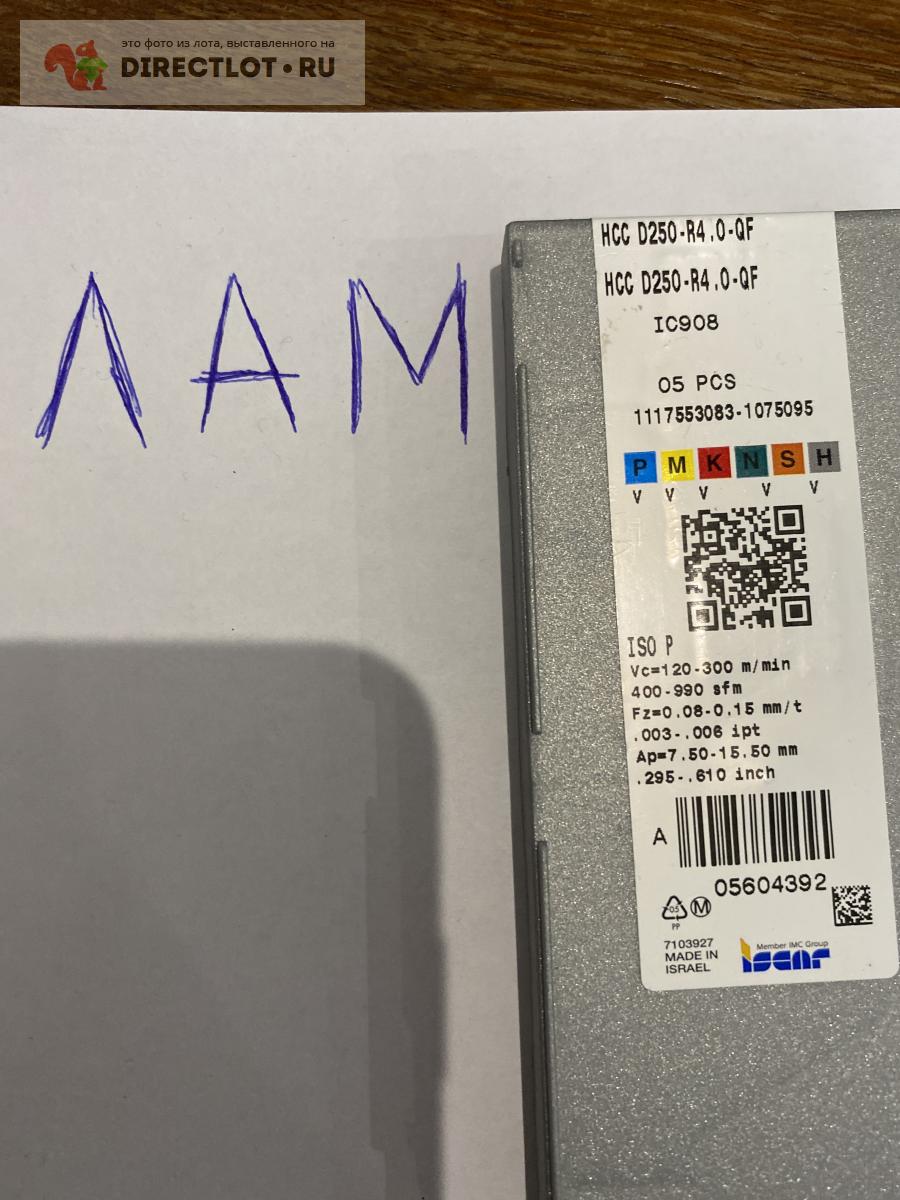 это фото из лота, выставленного на
DIRECTLOT•RU
ЛАМ
HCC D250-R4.0-QF
HCC D250-R4.0-QF
IC908
05 PCS
1117553083-1075095
P M K N S H
V V V V V
ISO P
Vc=120-300 m/min
400-990 sfm
Fz=0.08-0.15 mm/t
.003-.006 ipt
Ap=7.50-15.50 mm
.295-.610 inch
A
05604392
05 M
PP
7103927
MADE IN
ISRAEL
Member IMC Group
iscar